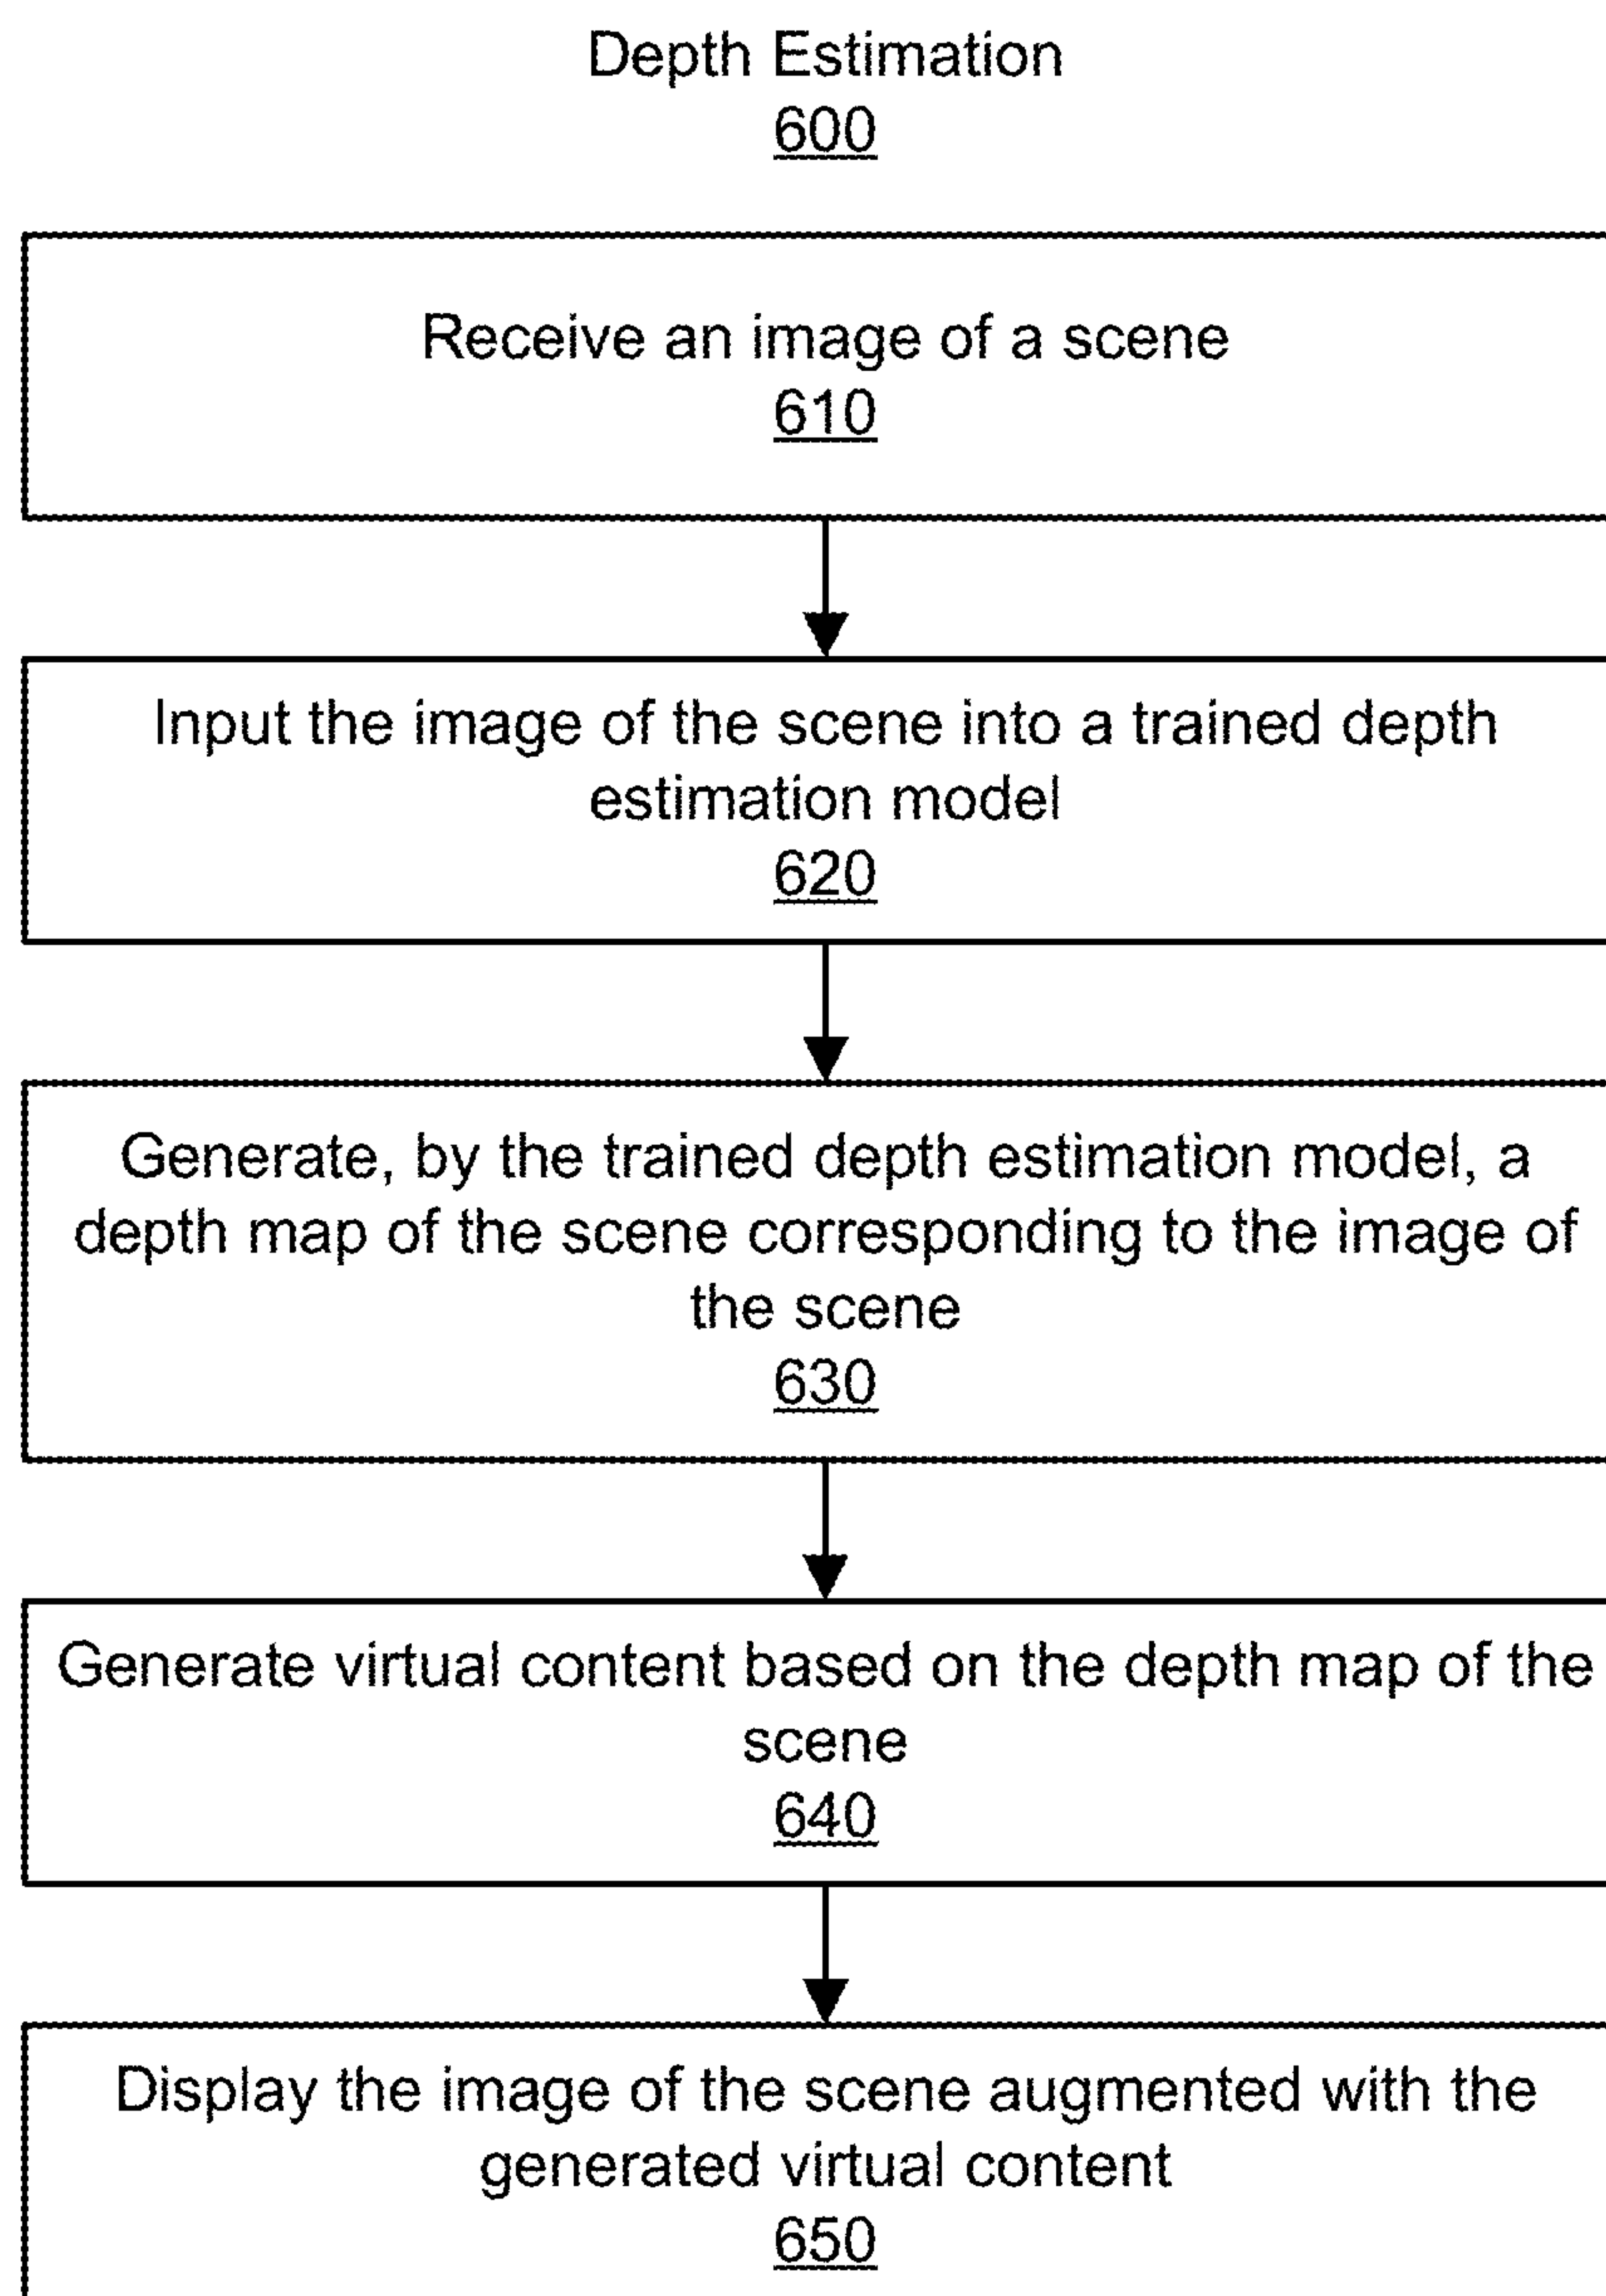 Depth Estimation
600
Receive an image of a scene
610
Input the image of the scene into a trained depth
estimation model
620
Generate, by the trained depth estimation model, a
depth map of the scene corresponding to the image of
the scene
630
Generate virtual content based on the depth map of the
scene
640
Display the image of the scene augmented with the
generated virtual content
650